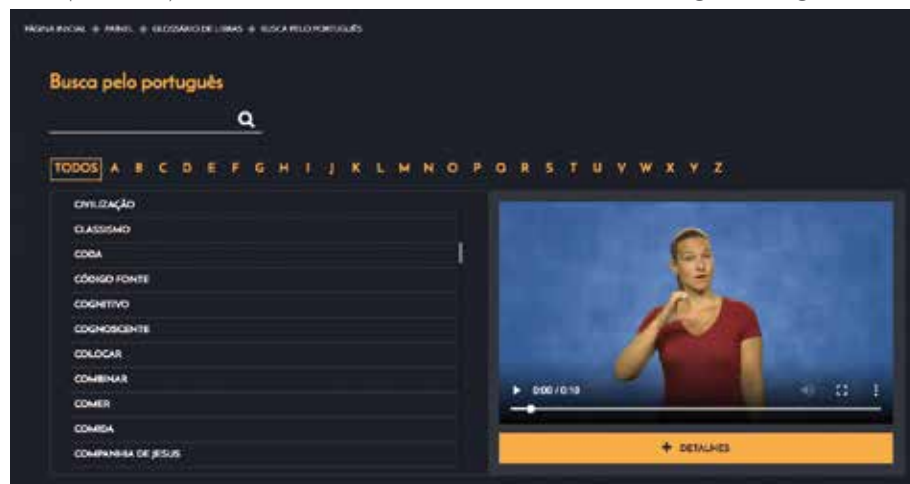 PÁGINA INICIAL PAINEL GLOSSÁRIO DE LIBRAS BUSCA PELO PORTUGUÊS
Busca pelo português
TODOS A B C D E F G H I J K L M N O P Q R S T U V W X Y Z
CIVILIZAÇÃO
CLASSISMO
CODA
CÓDIGO FONTE
COGNITIVO
COGNOSCENTE
COLOCAR
COMBINAR
COMER
COMIDA
COMPANHIA DE JESUS
0:00 / 0:10
+ DETALHES